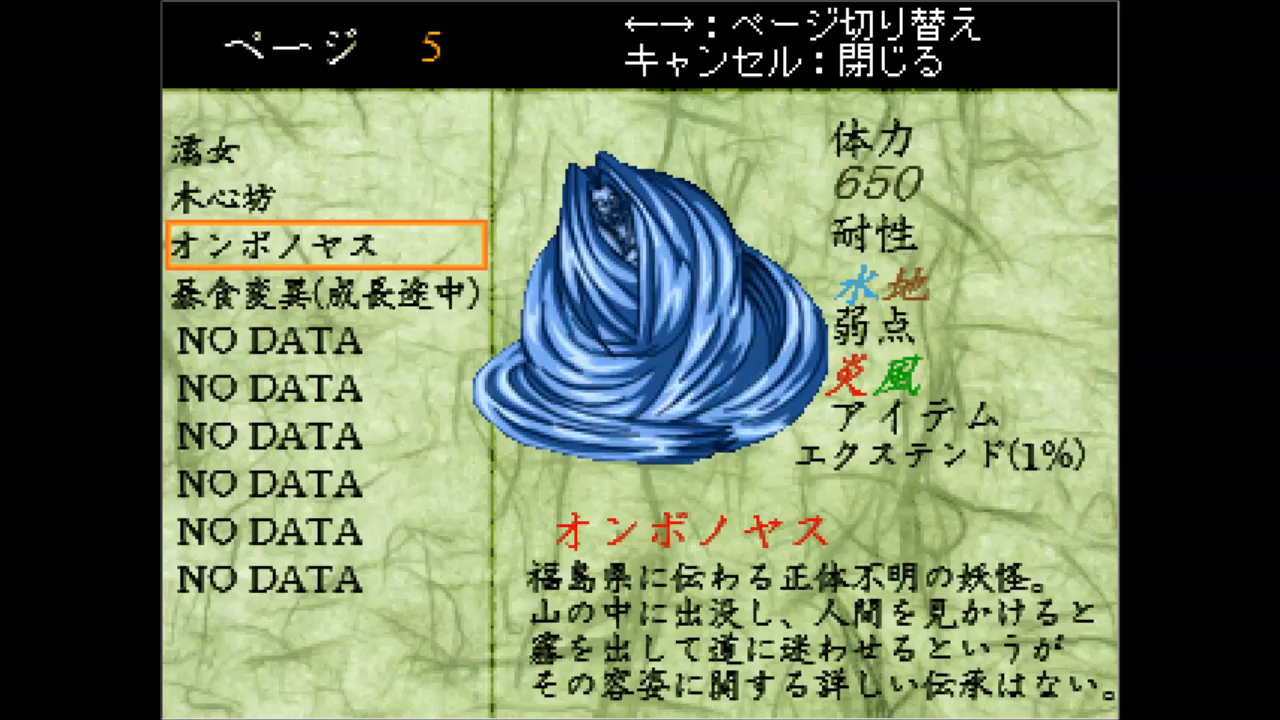 ページ 5
←→：ページ切り替え
キャンセル：閉じる
濡女
木心坊
オンボノヤス
暴食変異(成長途中)
NO DATA
NO DATA
NO DATA
NO DATA
NO DATA
NO DATA
体力
650
耐性
水地
弱点
炎風
アイテム
エクステンド(1%)
オンボノヤス
福島県に伝わる正体不明の妖怪。
山の中に出没し、人間を見かけると
霧を出して道に迷わせるというが
その容姿に関する詳しい伝承はない。